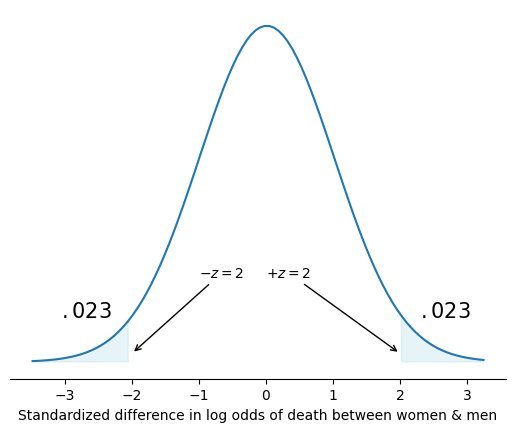 −z = 2
+z = 2
.023
.023
−3 −2 −1 0 1 2 3
Standardized difference in log odds of death between women & men